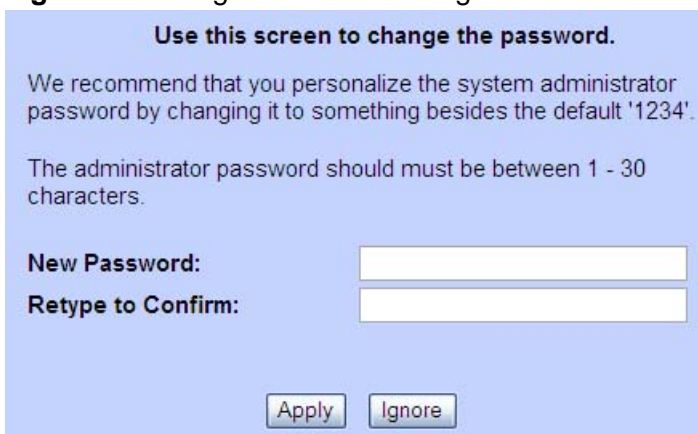 Use this screen to change the password.
We recommend that you personalize the system administrator
password by changing it to something besides the default '1234'.
The administrator password should must be between 1 - 30
characters.
New Password:
Retype to Confirm:
Apply Ignore